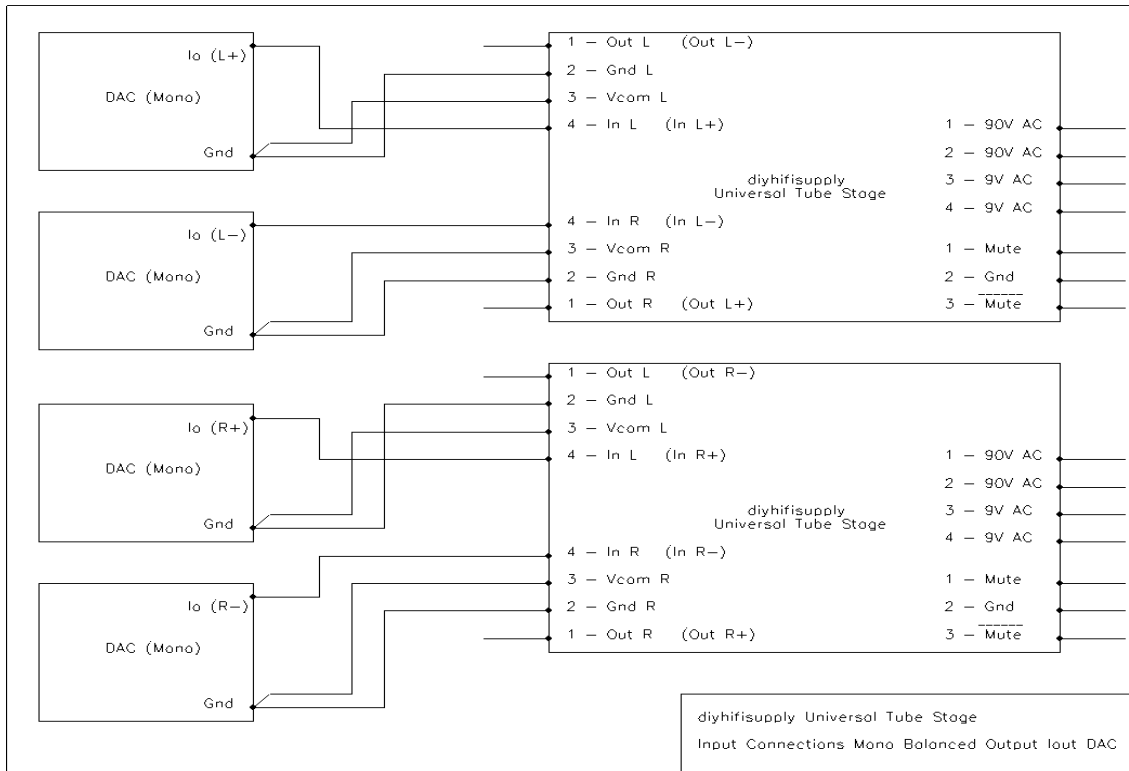 Io (L+)
DAC (Mono)
Gnd
Io (L−)
DAC (Mono)
Gnd
Io (R+)
DAC (Mono)
Gnd
Io (R−)
DAC (Mono)
Gnd
1 − Out L (Out L−)
2 − Gnd L
3 − Vcom L
4 − In L (In L+)
1 − 90V AC
2 − 90V AC
3 − 9V AC
4 − 9V AC
diyhifisupply
Universal Tube Stage
4 − In R (In L−)
3 − Vcom R
2 − Gnd R
1 − Out R (Out L+)
1 − Mute
2 − Gnd
3 − Mute
1 − Out L (Out R−)
2 − Gnd L
3 − Vcom L
4 − In L (In R+)
1 − 90V AC
2 − 90V AC
3 − 9V AC
4 − 9V AC
diyhifisupply
Universal Tube Stage
4 − In R (In R−)
3 − Vcom R
2 − Gnd R
1 − Out R (Out R+)
1 − Mute
2 − Gnd
3 − Mute
diyhifisupply Universal Tube Stage
Input Connections Mono Balanced Output Iout DAC